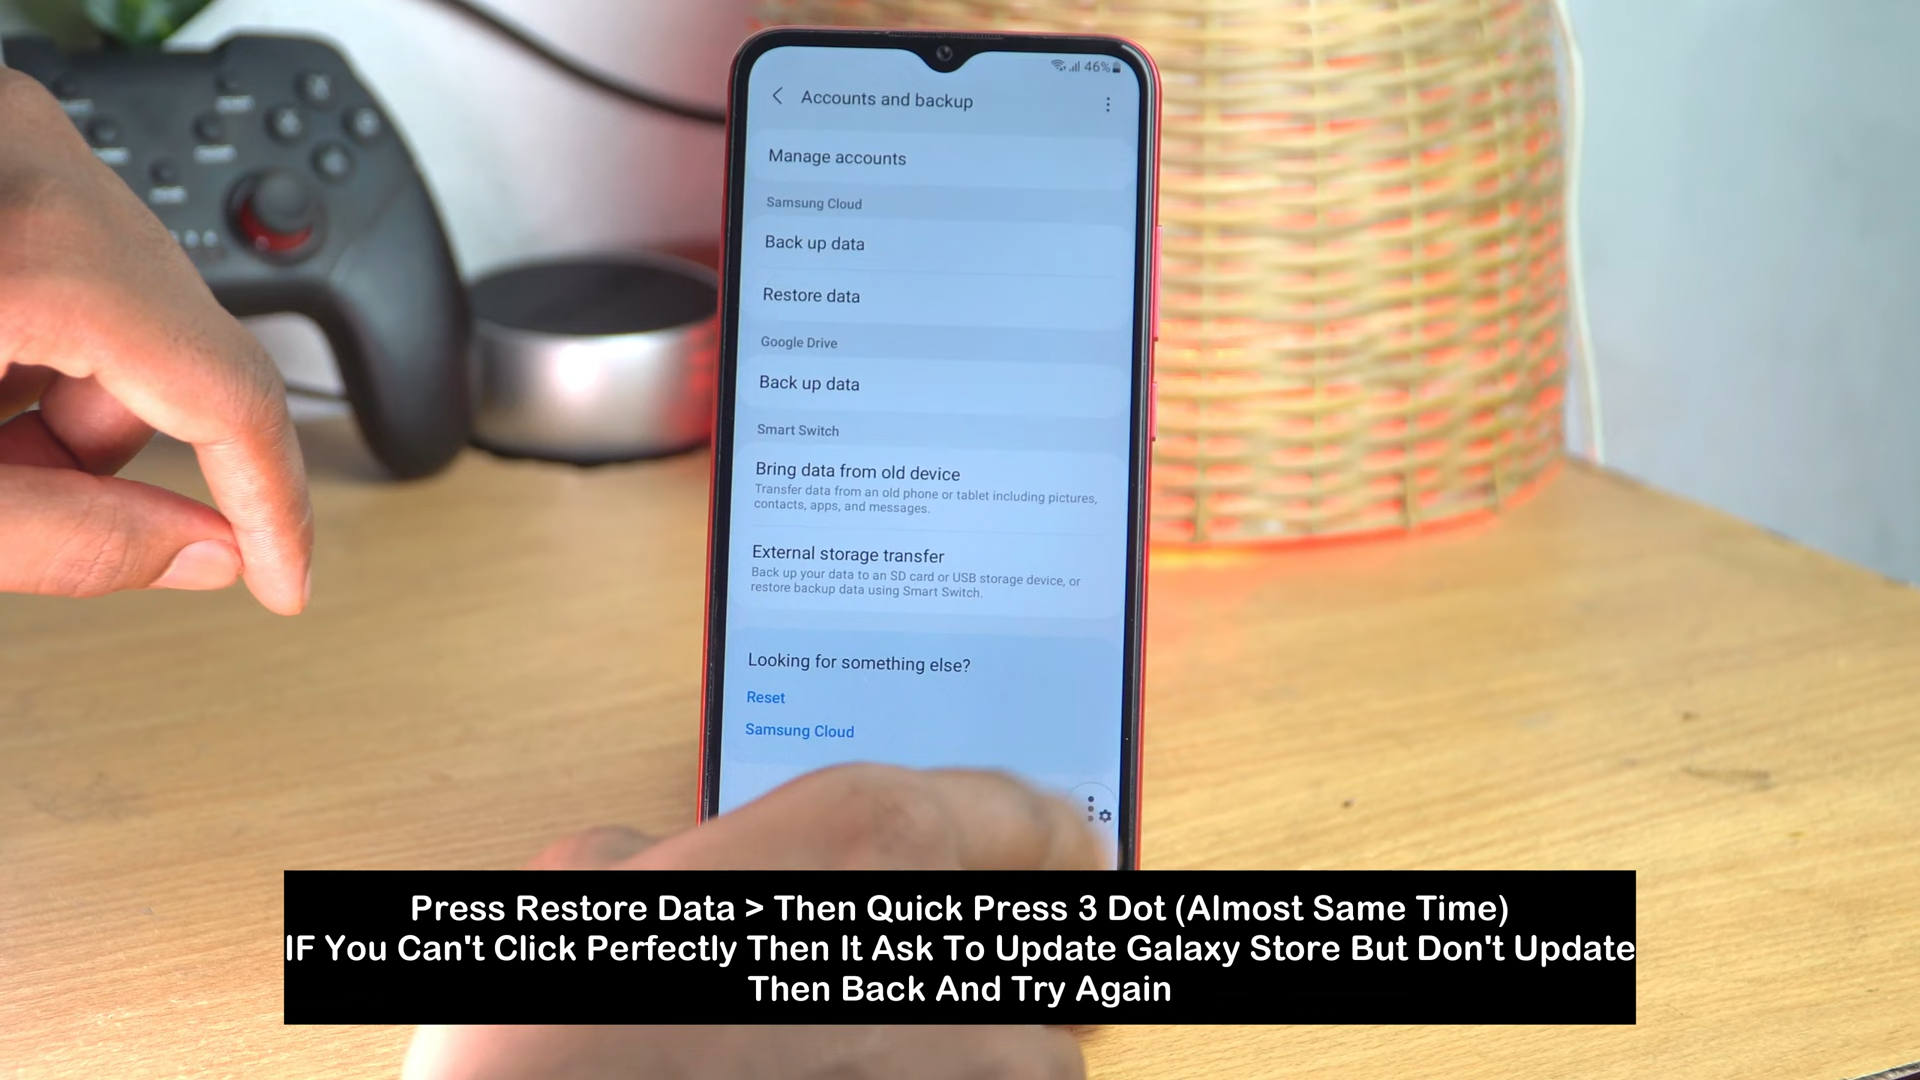 46%
Accounts and backup
Manage accounts
Samsung Cloud
Back up data
Restore data
Google Drive
Back up data
Smart Switch
Bring data from old device
Transfer data from an old phone or tablet including pictures,
contacts, apps, and messages.
External storage transfer
Back up your data to an SD card or USB storage device, or
restore backup data using Smart Switch.
Looking for something else?
Reset
Samsung Cloud
Press Restore Data > Then Quick Press 3 Dot (Almost Same Time)
IF You Can't Click Perfectly Then It Ask To Update Galaxy Store But Don't Update
Then Back And Try Again